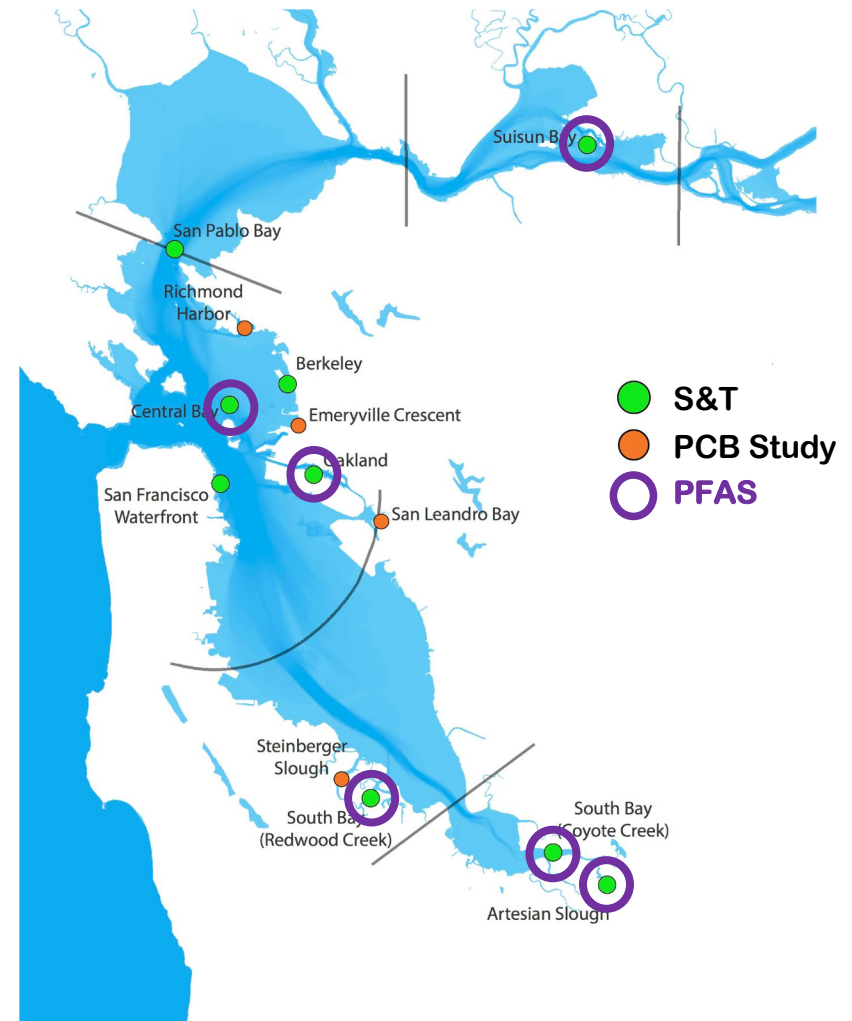 Suisun Bay
San Pablo Bay
Richmond
Harbor
Berkeley
Central Bay
Emeryville Crescent
Oakland
San Francisco
Waterfront
San Leandro Bay
S&T
PCB Study
PFAS
Steinberger
Slough
South Bay
(Redwood Creek)
South Bay
(Coyote Creek)
Artesian Slough